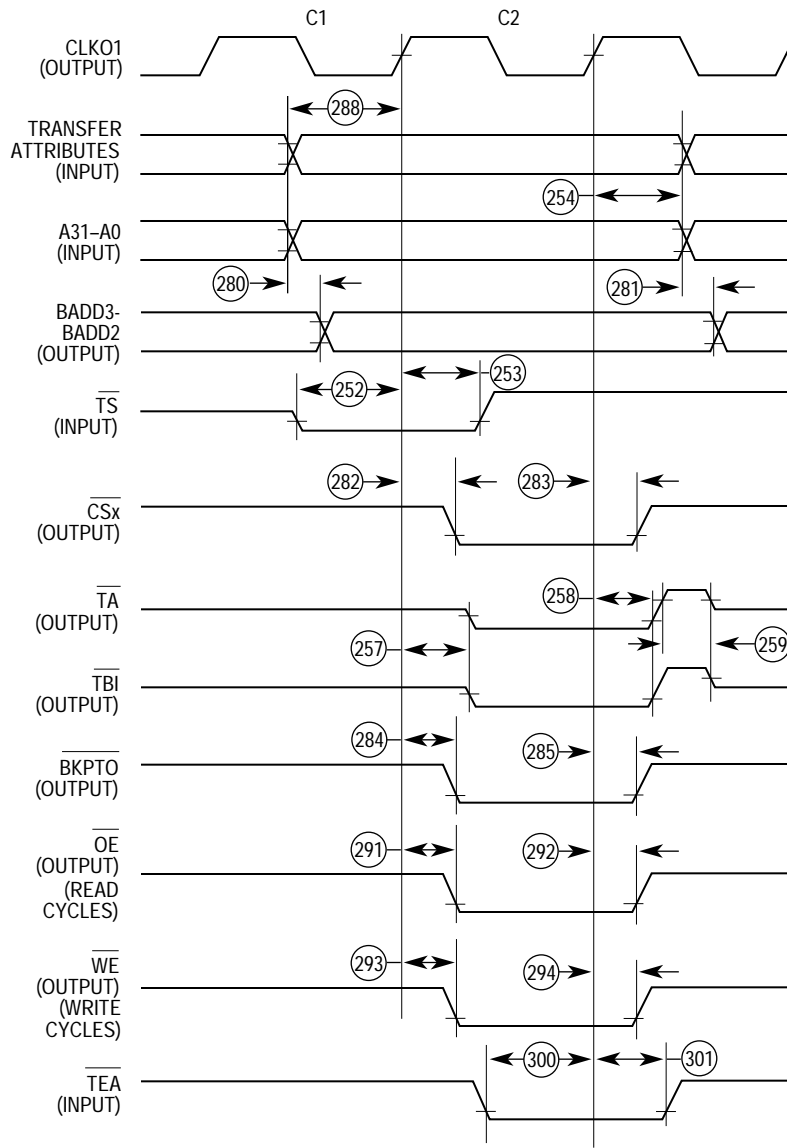 C1 C2
CLKO1
(OUTPUT)
288
TRANSFER
ATTRIBUTES
(INPUT)
254
A31–A0
(INPUT)
280 281
BADD3-
BADD2
(OUTPUT)
252 253
TS
(INPUT)
282 283
CSx
(OUTPUT)
258
TA
(OUTPUT)
257 259
TBI
(OUTPUT)
284 285
BKPTO
(OUTPUT)
291 292
OE
(OUTPUT)
(READ
CYCLES)
293 294
WE
(OUTPUT)
(WRITE
CYCLES)
300 301
TEA
(INPUT)